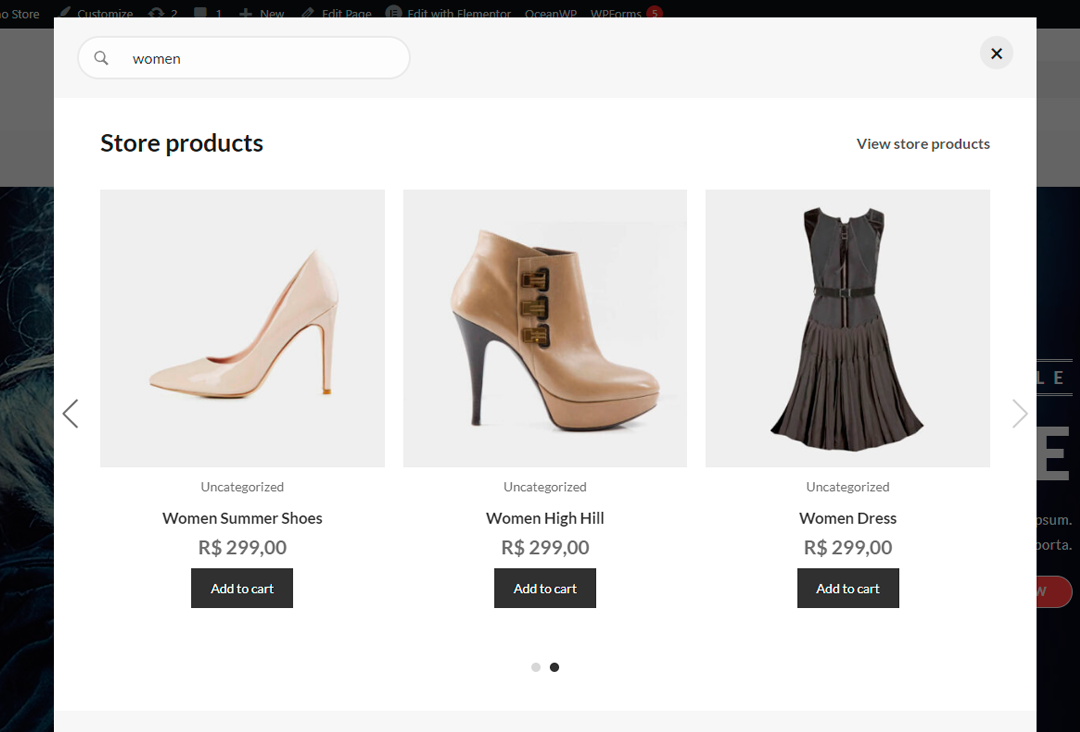 o Store Customize 2 1 New Edit Page Edit with Elementor OceanWP WPForms 5
women
Store products
View store products
L E
E
psum.
porta.
W
Uncategorized
Uncategorized
Uncategorized
Women Summer Shoes
Women High Hill
Women Dress
R$ 299,00
R$ 299,00
R$ 299,00
Add to cart
Add to cart
Add to cart